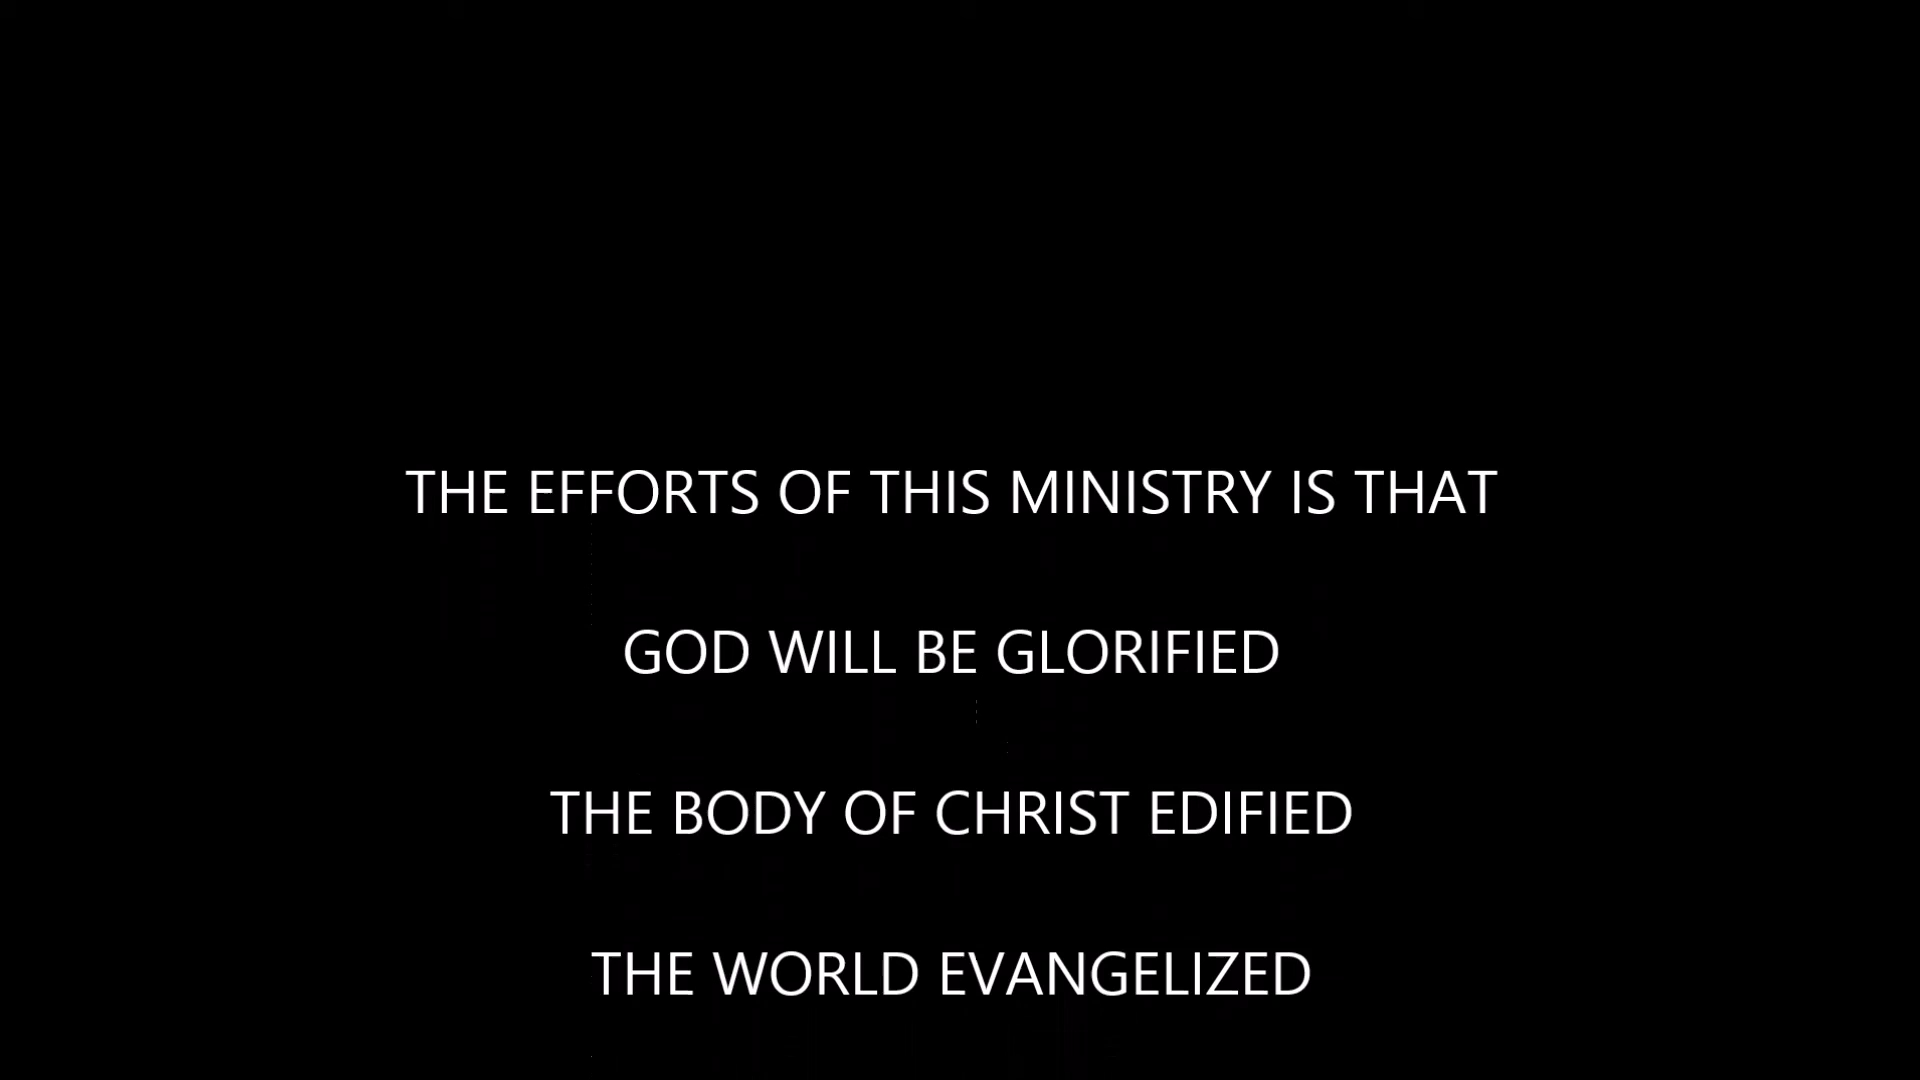 THE EFFORTS OF THIS MINISTRY IS THAT
GOD WILL BE GLORIFIED
THE BODY OF CHRIST EDIFIED
THE WORLD EVANGELIZED